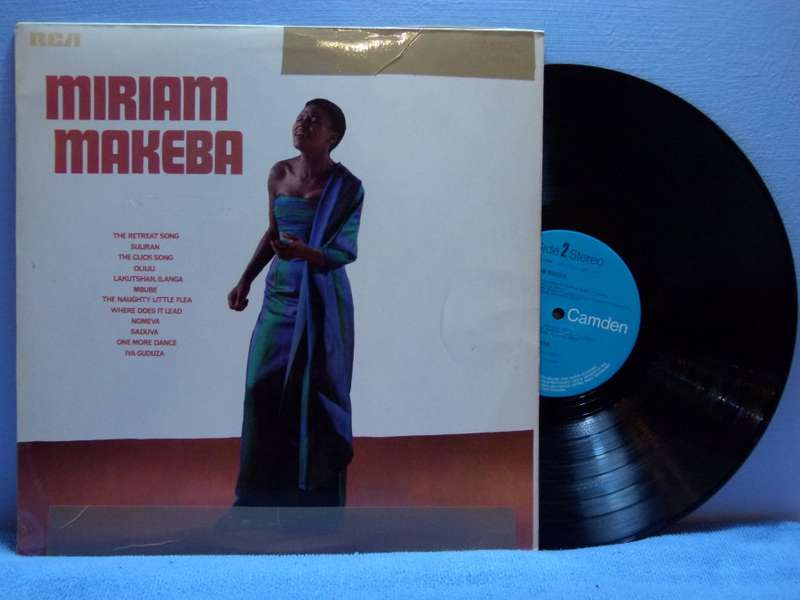 RCA
MIRIAM
MAKEBA
THE RETREAT SONG
SULIRAN
THE CLICK SONG
OLILILI
LAKUTSHAN, ILANGA
MBUBE
THE NAUGHTY LITTLE FLEA
WHERE DOES IT LEAD
NOMEVA
SADUVA
ONE MORE DANCE
IYA GUDUZA
Side 2 Stereo
Camden